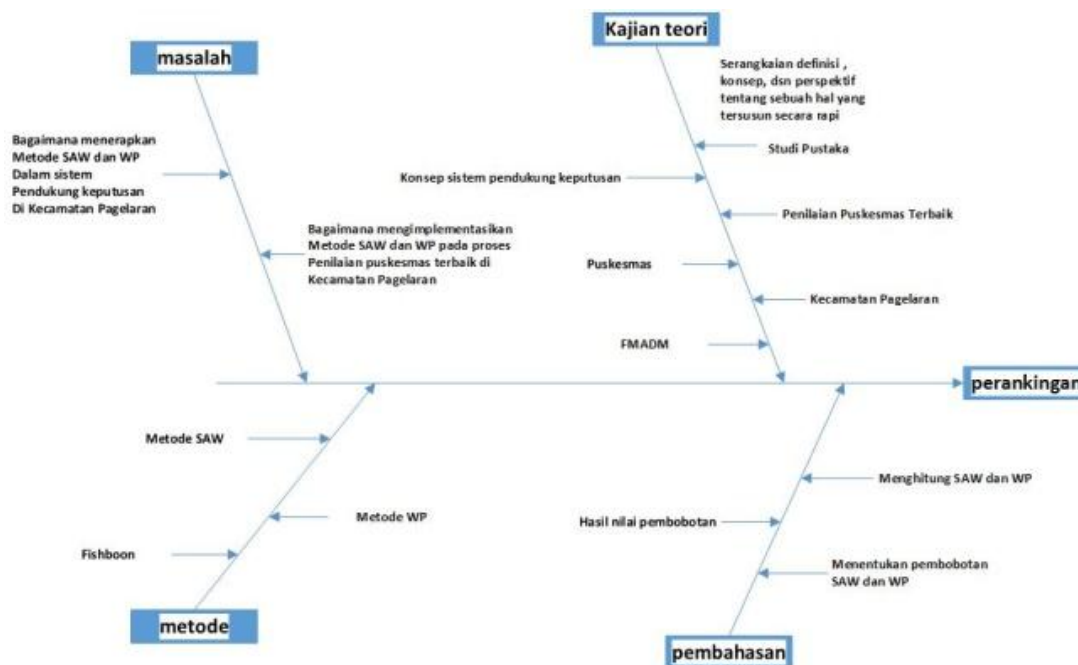 masalah
Bagaimana menerapkan
Metode SAW dan WP
Dalam sistem
Pendukung keputusan
Di Kecamatan Pagelaran
Bagaimana mengimplementasikan
Metode SAW dan WP pada proses
Penilaian puskesmas terbaik di
Kecamatan Pagelaran
Kajian teori
Serangkaian definisi ,
konsep, dsn perspektif
tentang sebuah hal yang
tersusun secara rapi
Studi Pustaka
Konsep sistem pendukung keputusan
Penilaian Puskesmas Terbaik
Puskesmas
Kecamatan Pagelaran
FMADM
perankingan
Metode SAW
Metode WP
Fishboon
metode
Menghitung SAW dan WP
Hasil nilai pembobotan
Menentukan pembobotan
SAW dan WP
pembahasan